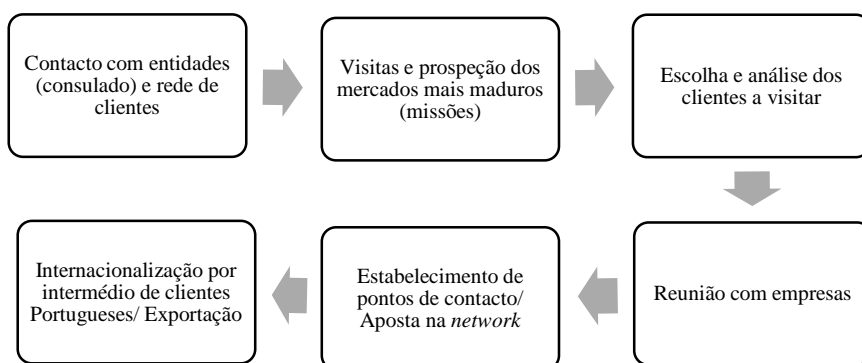 Contacto com entidades
(consulado) e rede de
clientes
Visitas e prospeção dos
mercados mais maduros
(missões)
Escolha e análise dos
clientes a visitar
Reunião com empresas
Estabelecimento de
pontos de contacto/
Aposta na network
Internacionalização por
intermédio de clientes
Portugueses/ Exportação